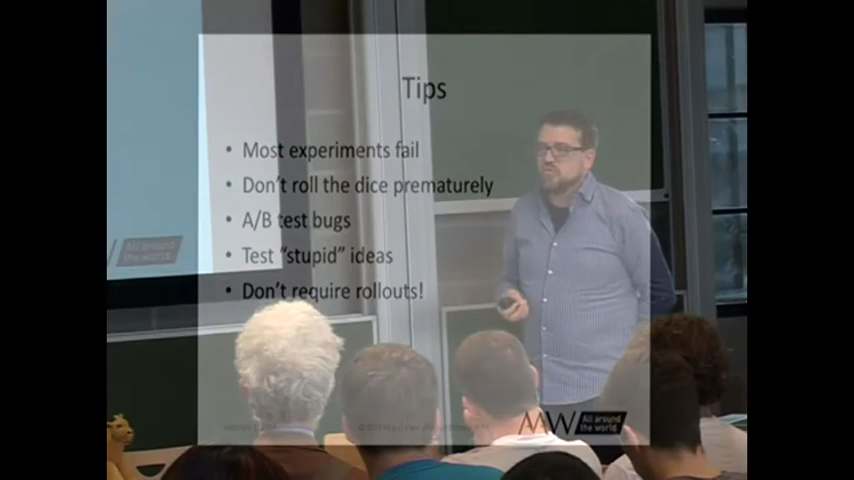 Tips
• Most experiments fail
• Don't roll the dice prematurely
• A/B test bugs
• Test "stupid" ideas
• Don't require rollouts!
All around
the world
All around
the world